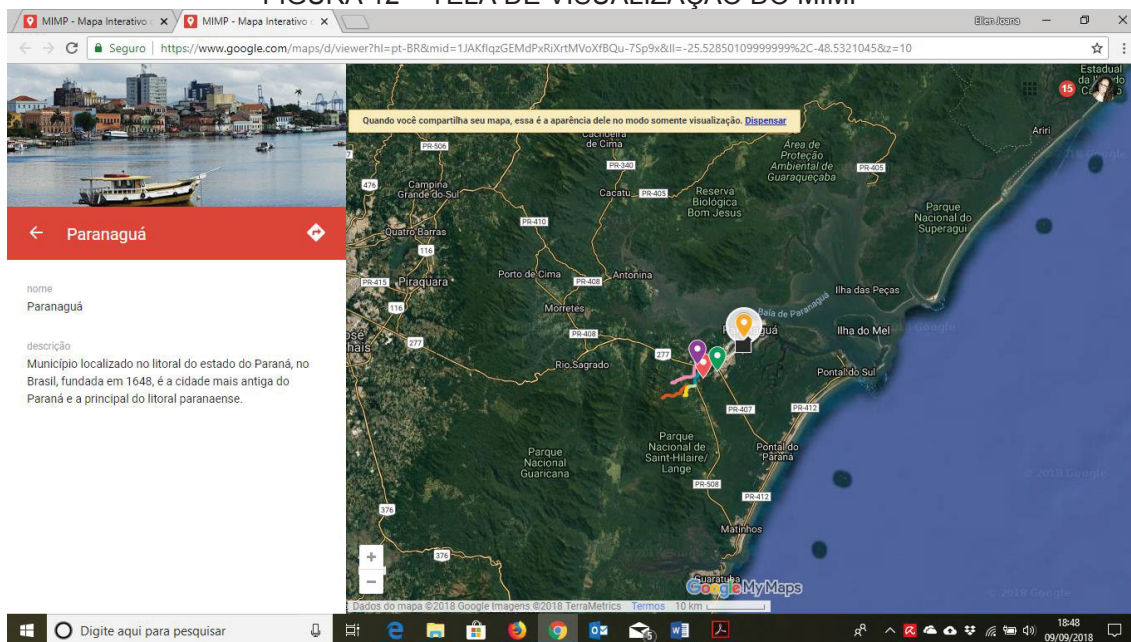 FIGURA 12 – TELA DE VISUALIZAÇÃO DO MIMP
MIMP - Mapa Interativo
MIMP - Mapa Interativo
Ellen Joana
Seguro | https://www.google.com/maps/d/viewer?hl=pt-BR&mid=1JAKflqzGEMdPxRiXrtMVoXfBQu-7Sp9x&ll=-25.52850109999999%2C-48.5321045&z=10
Paranaguá
nome
Paranaguá
descrição
Município localizado no litoral do estado do Paraná, no
Brasil, fundada em 1648, é a cidade mais antiga do
Paraná e a principal do litoral paranaense.
Quando você compartilha seu mapa, essa é a aparência dele no modo somente visualização. Dispensar
Estadual
15
Ariri
Cachoeira
de Cima
PR-506
Área de
Proteção
Ambiental de
Guaraqueçaba
PR-340
PR-405
476
Campina
Grande do Sul
Cacatu
PR-405
Reserva
Biológica
Bom Jesus
Parque
Nacional do
Superagui
PR-410
Quatro Barras
116
Porto de Cima
PR-408
Antonina
PR-415
Piraquara
Ilha das Peças
116
Morretes
Baía de Paranaguá
PR-408
Ilha do Mel
277
Rio Sagrado
277
Pontal do Sul
PR-407
PR-412
Parque
Nacional de
Saint-Hilaire/
Lange
Pontal do
Paraná
Parque
Nacional
Guaricana
PR-508
PR-412
376
Matinhos
376
Guaratuba
Google My Maps
Dados do mapa ©2018 Google Imagens ©2018 TerraMetrics Termos 10 km
Digite aqui para pesquisar
18:48
09/09/2018